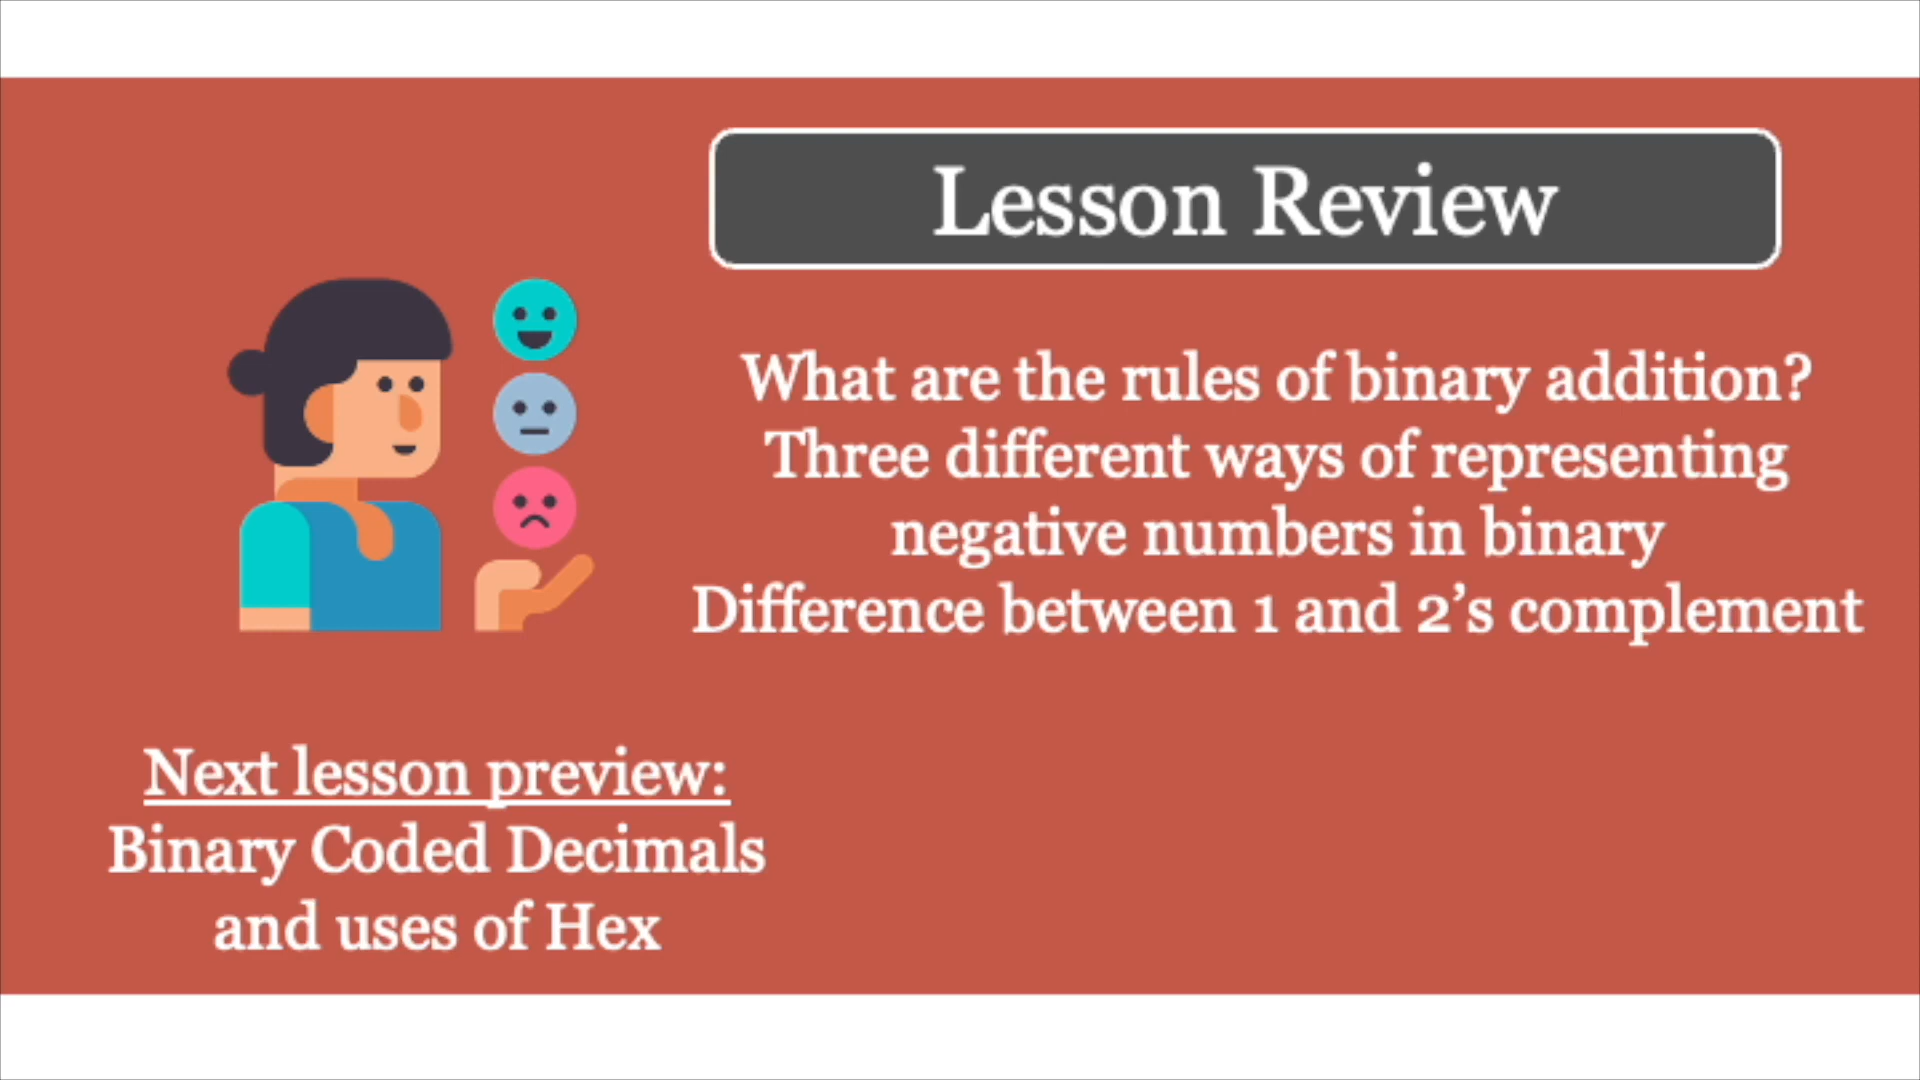 Lesson Review
What are the rules of binary addition?
Three different ways of representing
negative numbers in binary
Difference between 1 and 2’s complement
Next lesson preview:
Binary Coded Decimals
and uses of Hex